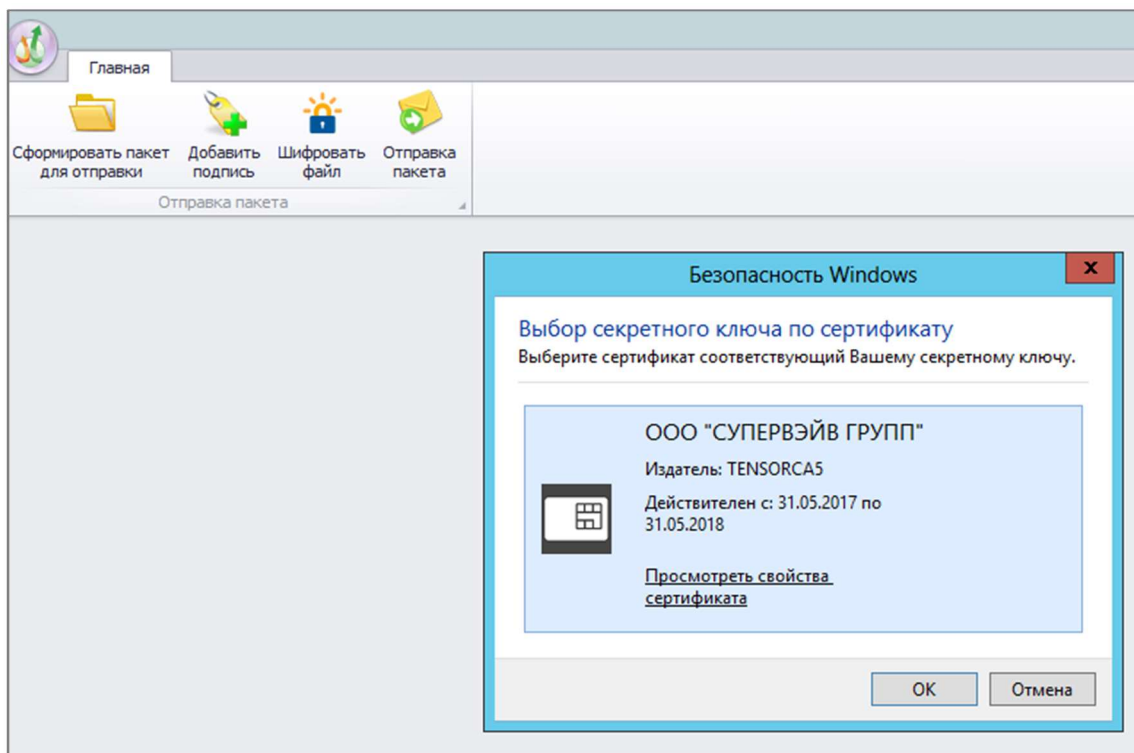 Главная
Сформировать пакет
для отправки
Добавить
подпись
Шифровать
файл
Отправка
пакета
Отправка пакета
Безопасность Windows
x
Выбор секретного ключа по сертификату
Выберите сертификат соответствующий Вашему секретному ключу.
ООО "СУПЕРВЭЙВ ГРУПП"
Издатель: TENSORCA5
Действителен с: 31.05.2017 по
31.05.2018
Просмотреть свойства
сертификата
ОК
Отмена